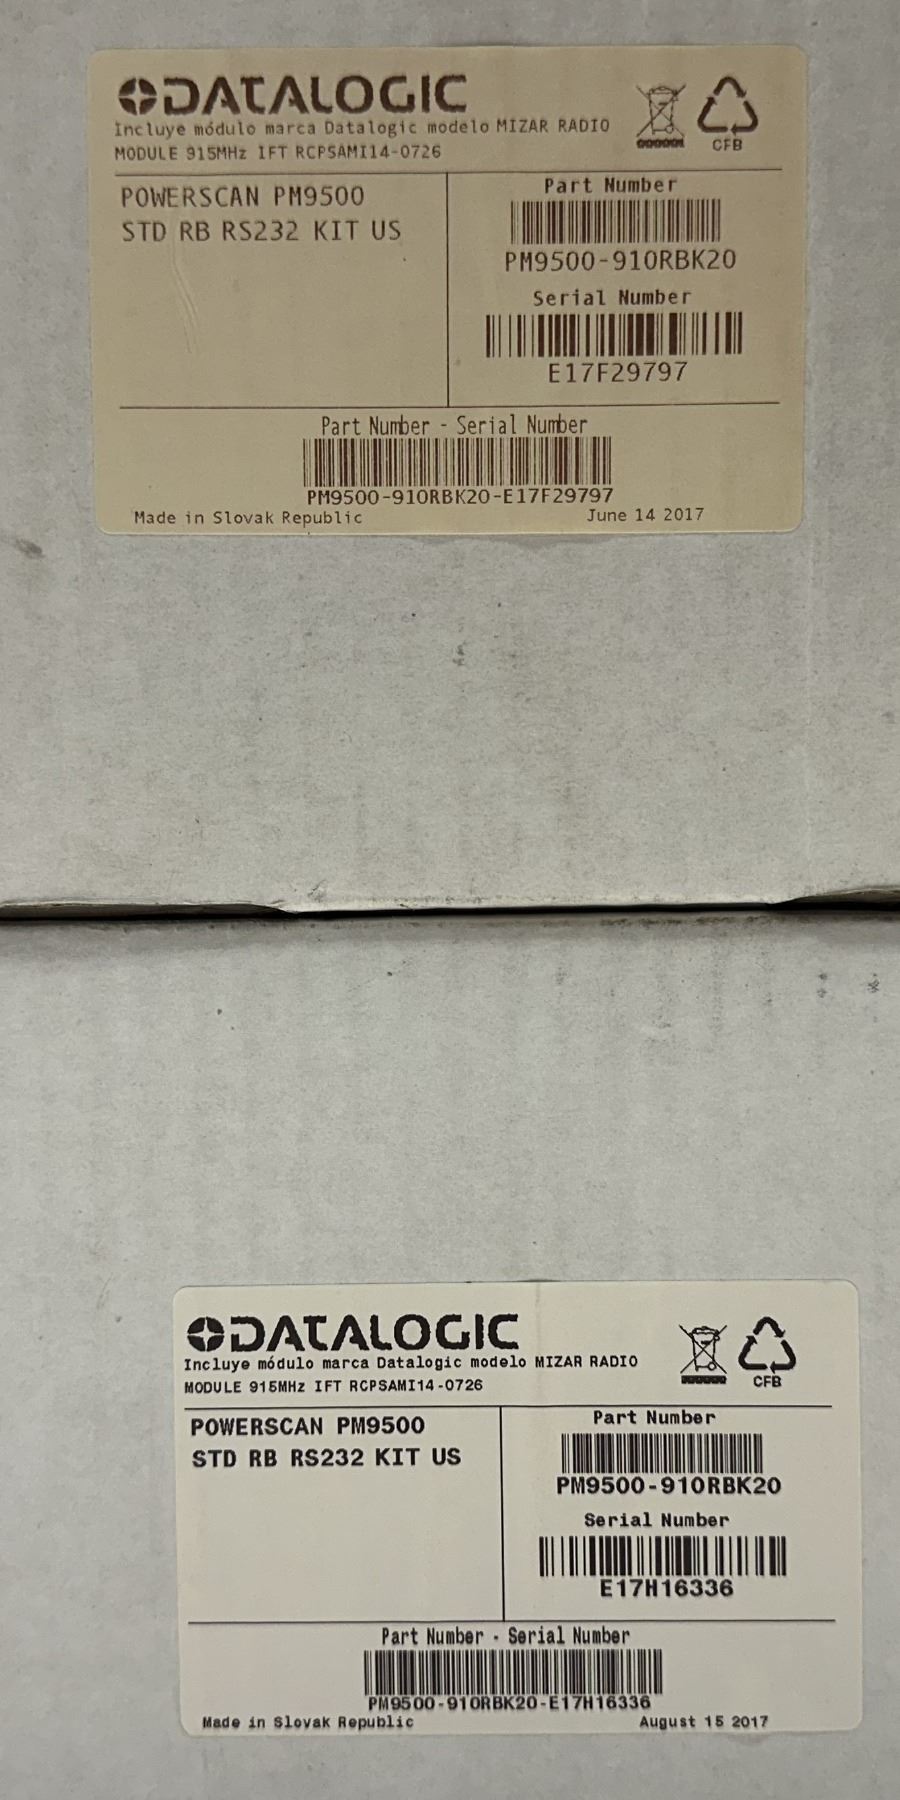 DATALOGIC
Incluye módulo marca Datalogic modelo MIZAR RADIO
MODULE 915MHz IFT RCPSAMI14-0726
CFB
POWERSCAN PM9500
STD RB RS232 KIT US
Part Number
PM9500-910RBK20
Serial Number
E17F29797
Part Number - Serial Number
PM9500-910RBK20-E17F29797
Made in Slovak Republic
June 14 2017
DATALOGIC
Incluye módulo marca Datalogic modelo MIZAR RADIO
MODULE 915MHz IFT RCPSAMI14-0726
CFB
POWERSCAN PM9500
STD RB RS232 KIT US
Part Number
PM9500-910RBK20
Serial Number
E17H16336
Part Number - Serial Number
PM9500-910RBK20-E17H16336
Made in Slovak Republic
August 15 2017